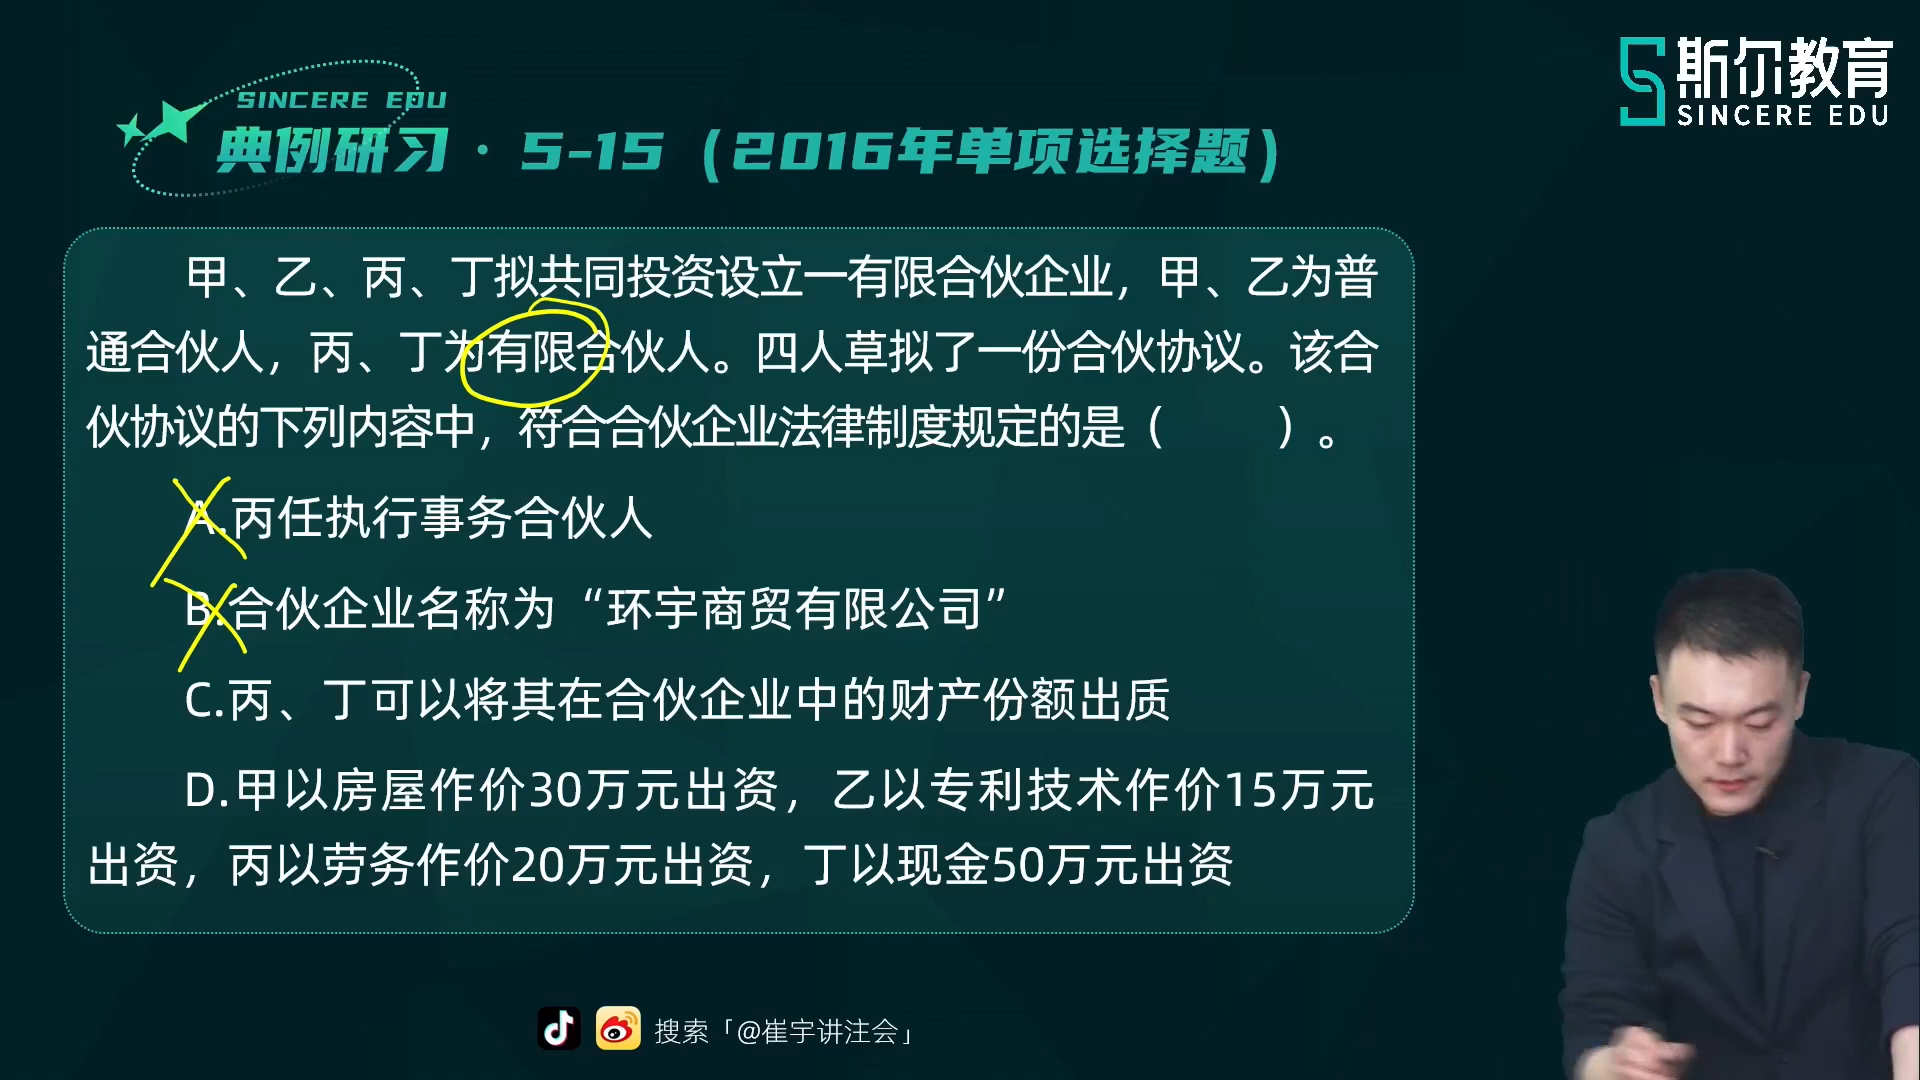 SINCERE EDU
典例研习·5-15（2016年单项选择题）
斯尔教育
SINCERE EDU
甲、乙、丙、丁拟共同投资设立一有限合伙企业，甲、乙为普
通合伙人，丙、丁为有限合伙人。四人草拟了一份合伙协议。该合
伙协议的下列内容中，符合合伙企业法律制度规定的是（　　）。
A.丙任执行事务合伙人
B.合伙企业名称为“环宇商贸有限公司”
C.丙、丁可以将其在合伙企业中的财产份额出质
D.甲以房屋作价30万元出资，乙以专利技术作价15万元
出资，丙以劳务作价20万元出资，丁以现金50万元出资
搜索「@崔宇讲注会」